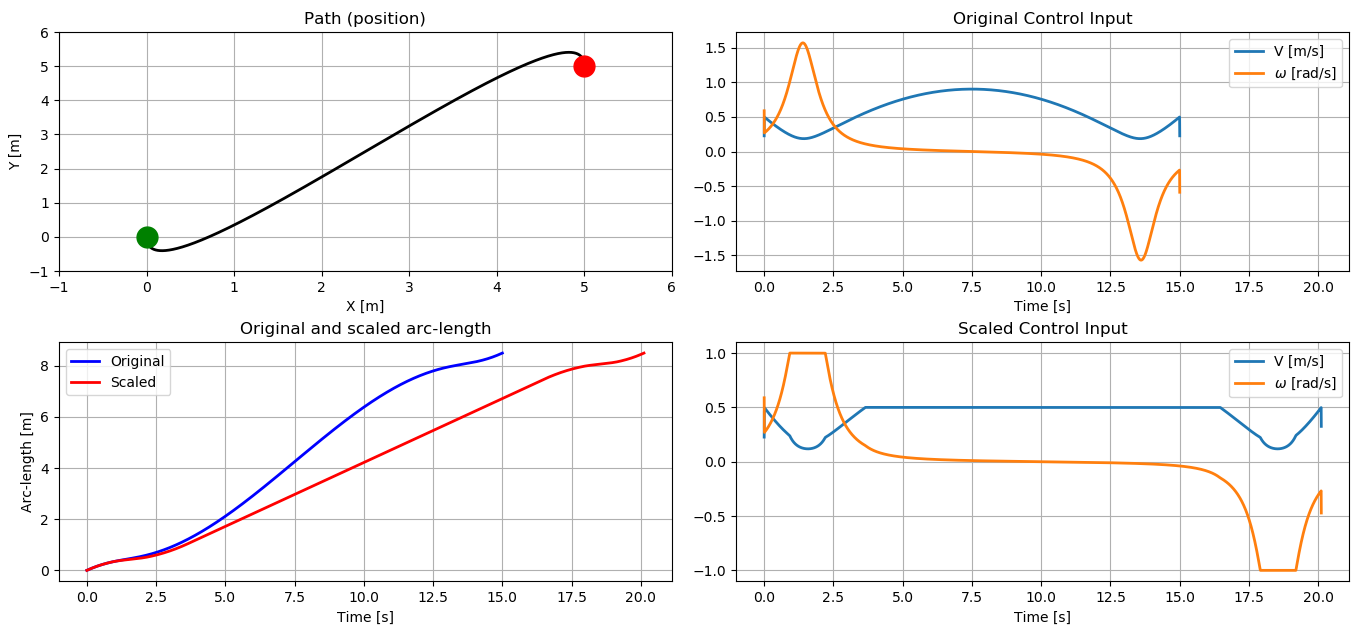 Path (position)
6
5
4
3
2
1
0
−1
Y [m]
−1 0 1 2 3 4 5 6
X [m]
Original Control Input
1.5
1.0
0.5
0.0
−0.5
−1.0
−1.5
V [m/s]
ω [rad/s]
0.0 2.5 5.0 7.5 10.0 12.5 15.0 17.5 20.0
Time [s]
Original and scaled arc-length
8
6
4
2
0
Arc-length [m]
Original
Scaled
0.0 2.5 5.0 7.5 10.0 12.5 15.0 17.5 20.0
Time [s]
Scaled Control Input
1.0
0.5
0.0
−0.5
−1.0
V [m/s]
ω [rad/s]
0.0 2.5 5.0 7.5 10.0 12.5 15.0 17.5 20.0
Time [s]